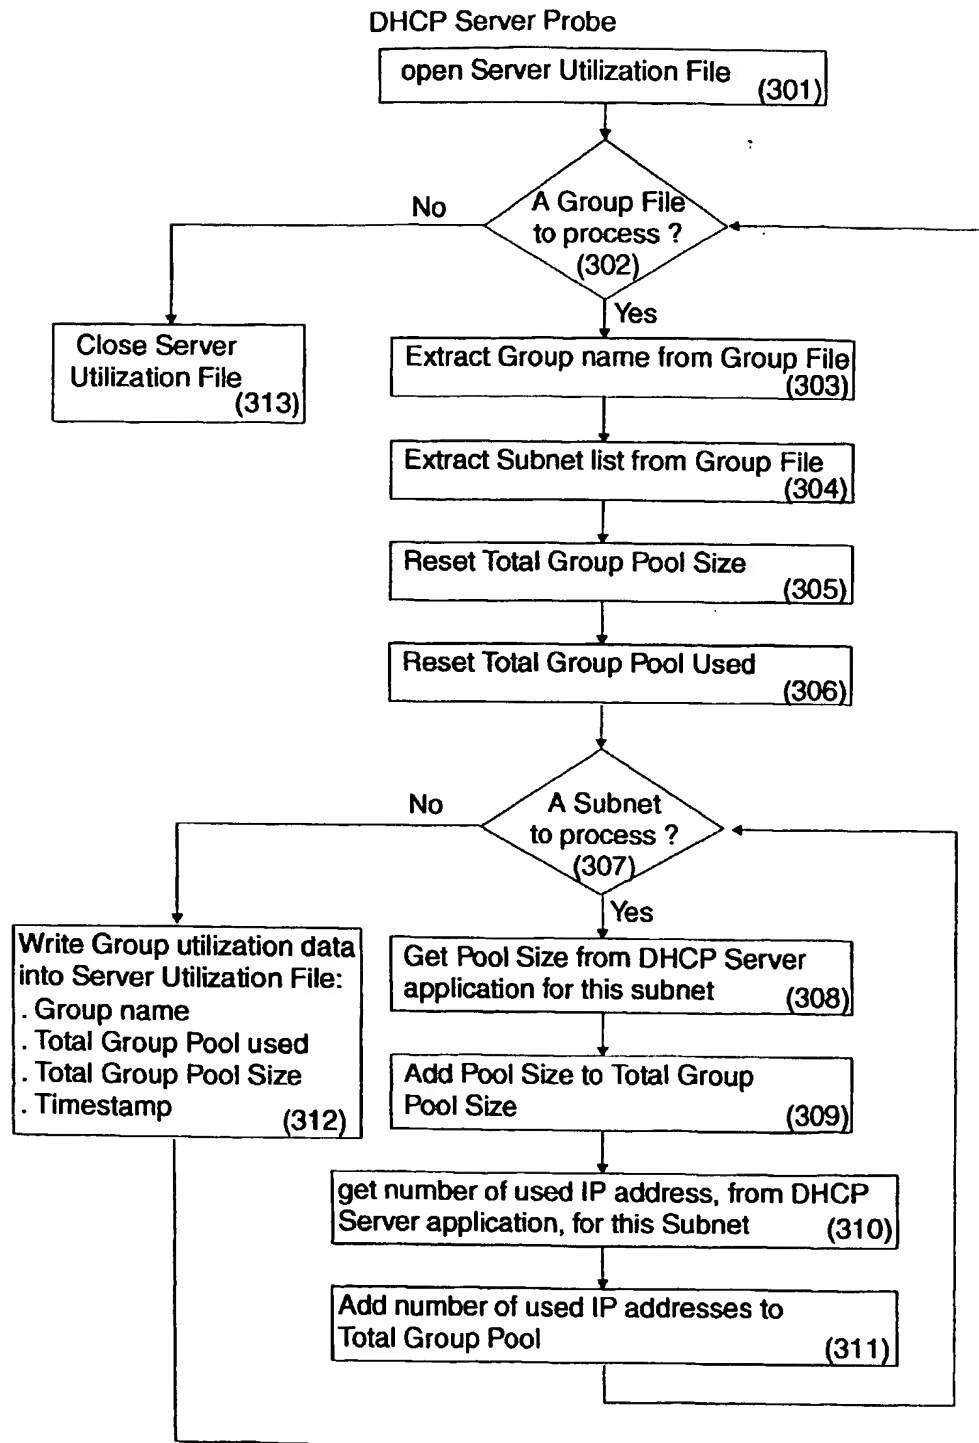 DHCP Server Probe
open Server Utilization File
(301)
No
A Group File
to process ?
(302)
Yes
Close Server
Utilization File
(313)
Extract Group name from Group File
(303)
Extract Subnet list from Group File
(304)
Reset Total Group Pool Size
(305)
Reset Total Group Pool Used
(306)
No
A Subnet
to process ?
(307)
Yes
Write Group utilization data
into Server Utilization File:
. Group name
. Total Group Pool used
. Total Group Pool Size
. Timestamp
(312)
Get Pool Size from DHCP Server
application for this subnet
(308)
Add Pool Size to Total Group
Pool Size
(309)
get number of used IP address, from DHCP
Server application, for this Subnet
(310)
Add number of used IP addresses to
Total Group Pool
(311)